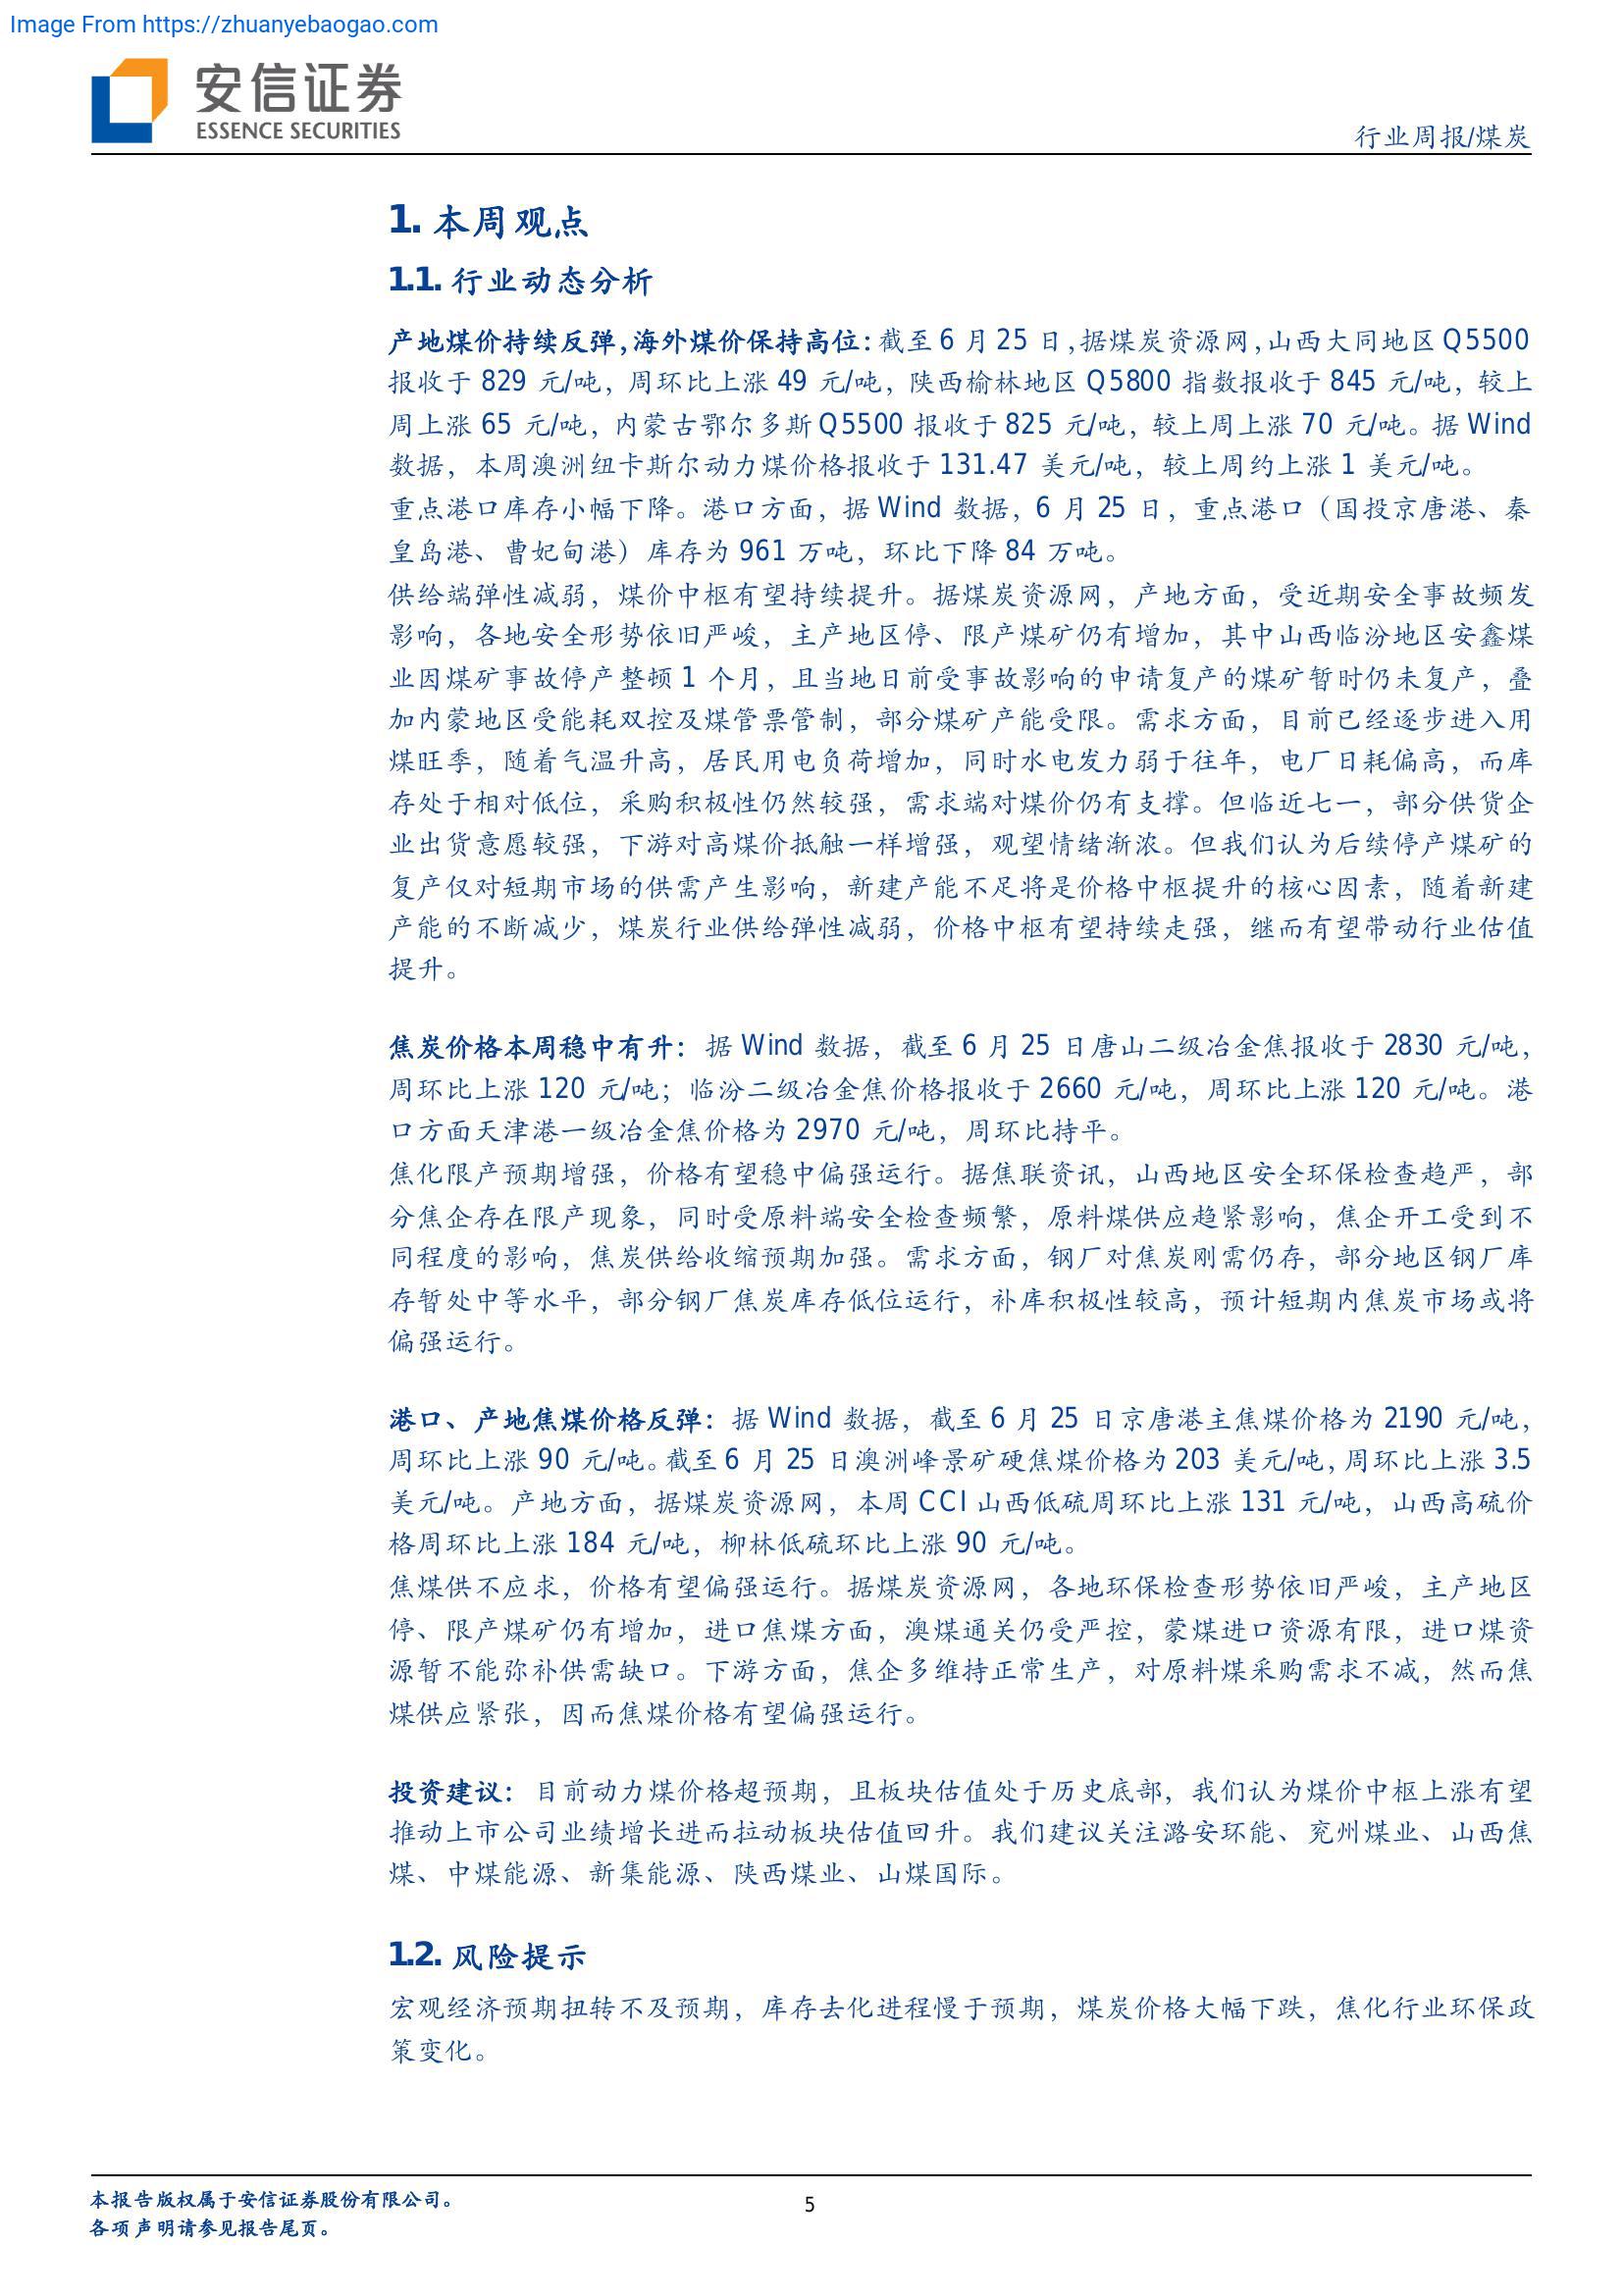 Image From https://zhuanyebaogao.com
安信证券
ESSENCE SECURITIES
行业周报/煤炭
1. 本周观点
1.1. 行业动态分析
产地煤价持续反弹，海外煤价保持高位：截至 6 月 25 日，据煤炭资源网，山西大同地区 Q5500
报收于 829 元/吨，周环比上涨 49 元/吨，陕西榆林地区 Q5800 指数报收于 845 元/吨，较上
周上涨 65 元/吨，内蒙古鄂尔多斯 Q5500 报收于 825 元/吨，较上周上涨 70 元/吨。据 Wind
数据，本周澳洲纽卡斯尔动力煤价格报收于 131.47 美元/吨，较上周约上涨 1 美元/吨。
重点港口库存小幅下降。港口方面，据 Wind 数据，6 月 25 日，重点港口（国投京唐港、秦
皇岛港、曹妃甸港）库存为 961 万吨，环比下降 84 万吨。
供给端弹性减弱，煤价中枢有望持续提升。据煤炭资源网，产地方面，受近期安全事故频发
影响，各地安全形势依旧严峻，主产地区停、限产煤矿仍有增加，其中山西临汾地区安鑫煤
业因煤矿事故停产整顿 1 个月，且当地日前受事故影响的申请复产的煤矿暂时仍未复产，叠
加内蒙地区受能耗双控及煤管票管制，部分煤矿产能受限。需求方面，目前已经逐步进入用
煤旺季，随着气温升高，居民用电负荷增加，同时水电发力弱于往年，电厂日耗偏高，而库
存处于相对低位，采购积极性仍然较强，需求端对煤价仍有支撑。但临近七一，部分供货企
业出货意愿较强，下游对高煤价抵触一样增强，观望情绪渐浓。但我们认为后续停产煤矿的
复产仅对短期市场的供需产生影响，新建产能不足将是价格中枢提升的核心因素，随着新建
产能的不断减少，煤炭行业供给弹性减弱，价格中枢有望持续走强，继而有望带动行业估值
提升。
焦炭价格本周稳中有升：据 Wind 数据，截至 6 月 25 日唐山二级冶金焦报收于 2830 元/吨，
周环比上涨 120 元/吨；临汾二级冶金焦价格报收于 2660 元/吨，周环比上涨 120 元/吨。港
口方面天津港一级冶金焦价格为 2970 元/吨，周环比持平。
焦化限产预期增强，价格有望稳中偏强运行。据焦联资讯，山西地区安全环保检查趋严，部
分焦企存在限产现象，同时受原料端安全检查频繁，原料煤供应趋紧影响，焦企开工受到不
同程度的影响，焦炭供给收缩预期加强。需求方面，钢厂对焦炭刚需仍存，部分地区钢厂库
存暂处中等水平，部分钢厂焦炭库存低位运行，补库积极性较高，预计短期内焦炭市场或将
偏强运行。
港口、产地焦煤价格反弹：据 Wind 数据，截至 6 月 25 日京唐港主焦煤价格为 2190 元/吨，
周环比上涨 90 元/吨。截至 6 月 25 日澳洲峰景矿硬焦煤价格为 203 美元/吨，周环比上涨 3.5
美元/吨。产地方面，据煤炭资源网，本周 CCI 山西低硫周环比上涨 131 元/吨，山西高硫价
格周环比上涨 184 元/吨，柳林低硫环比上涨 90 元/吨。
焦煤供不应求，价格有望偏强运行。据煤炭资源网，各地环保检查形势依旧严峻，主产地区
停、限产煤矿仍有增加，进口焦煤方面，澳煤通关仍受严控，蒙煤进口资源有限，进口煤资
源暂不能弥补供需缺口。下游方面，焦企多维持正常生产，对原料煤采购需求不减，然而焦
煤供应紧张，因而焦煤价格有望偏强运行。
投资建议：目前动力煤价格超预期，且板块估值处于历史底部，我们认为煤价中枢上涨有望
推动上市公司业绩增长进而拉动板块估值回升。我们建议关注潞安环能、兖州煤业、山西焦
煤、中煤能源、新集能源、陕西煤业、山煤国际。
1.2. 风险提示
宏观经济预期扭转不及预期，库存去化进程慢于预期，煤炭价格大幅下跌，焦化行业环保政
策变化。
本报告版权属于安信证券股份有限公司。
5
各项声明请参见报告尾页。